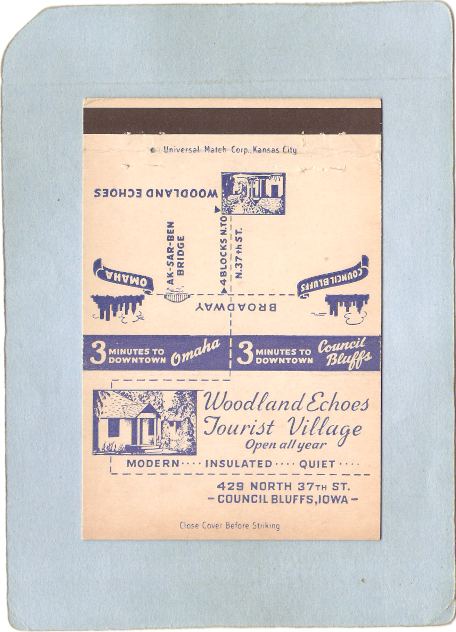 Universal Match Corp., Kansas City
WOODLAND ECHOES
AK-SAR-BEN
BRIDGE
4 BLOCKS N. TO
N. 37TH ST.
OMAHA
COUNCIL BLUFFS
BROADWAY
3 MINUTES TO DOWNTOWN Omaha
3 MINUTES TO DOWNTOWN Council Bluffs
Woodland Echoes
Tourist Village
Open all year
MODERN···· INSULATED···· QUIET····
429 NORTH 37TH ST.
–COUNCIL BLUFFS, IOWA–
Close Cover Before Striking